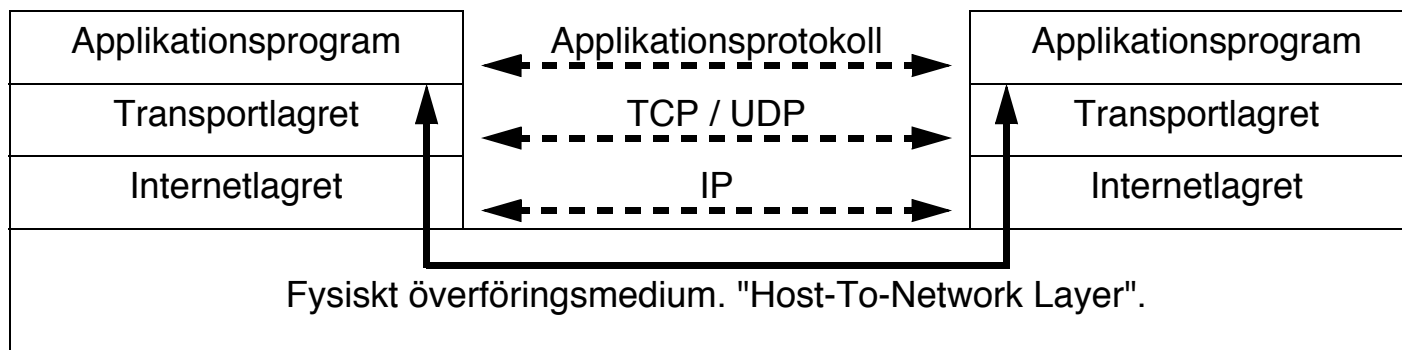 Applikationsprogram Applikationsprotokoll Applikationsprogram
Transportlagret TCP / UDP Transportlagret
Internetlagret IP Internetlagret
Fysiskt överföringsmedium. "Host-To-Network Layer".